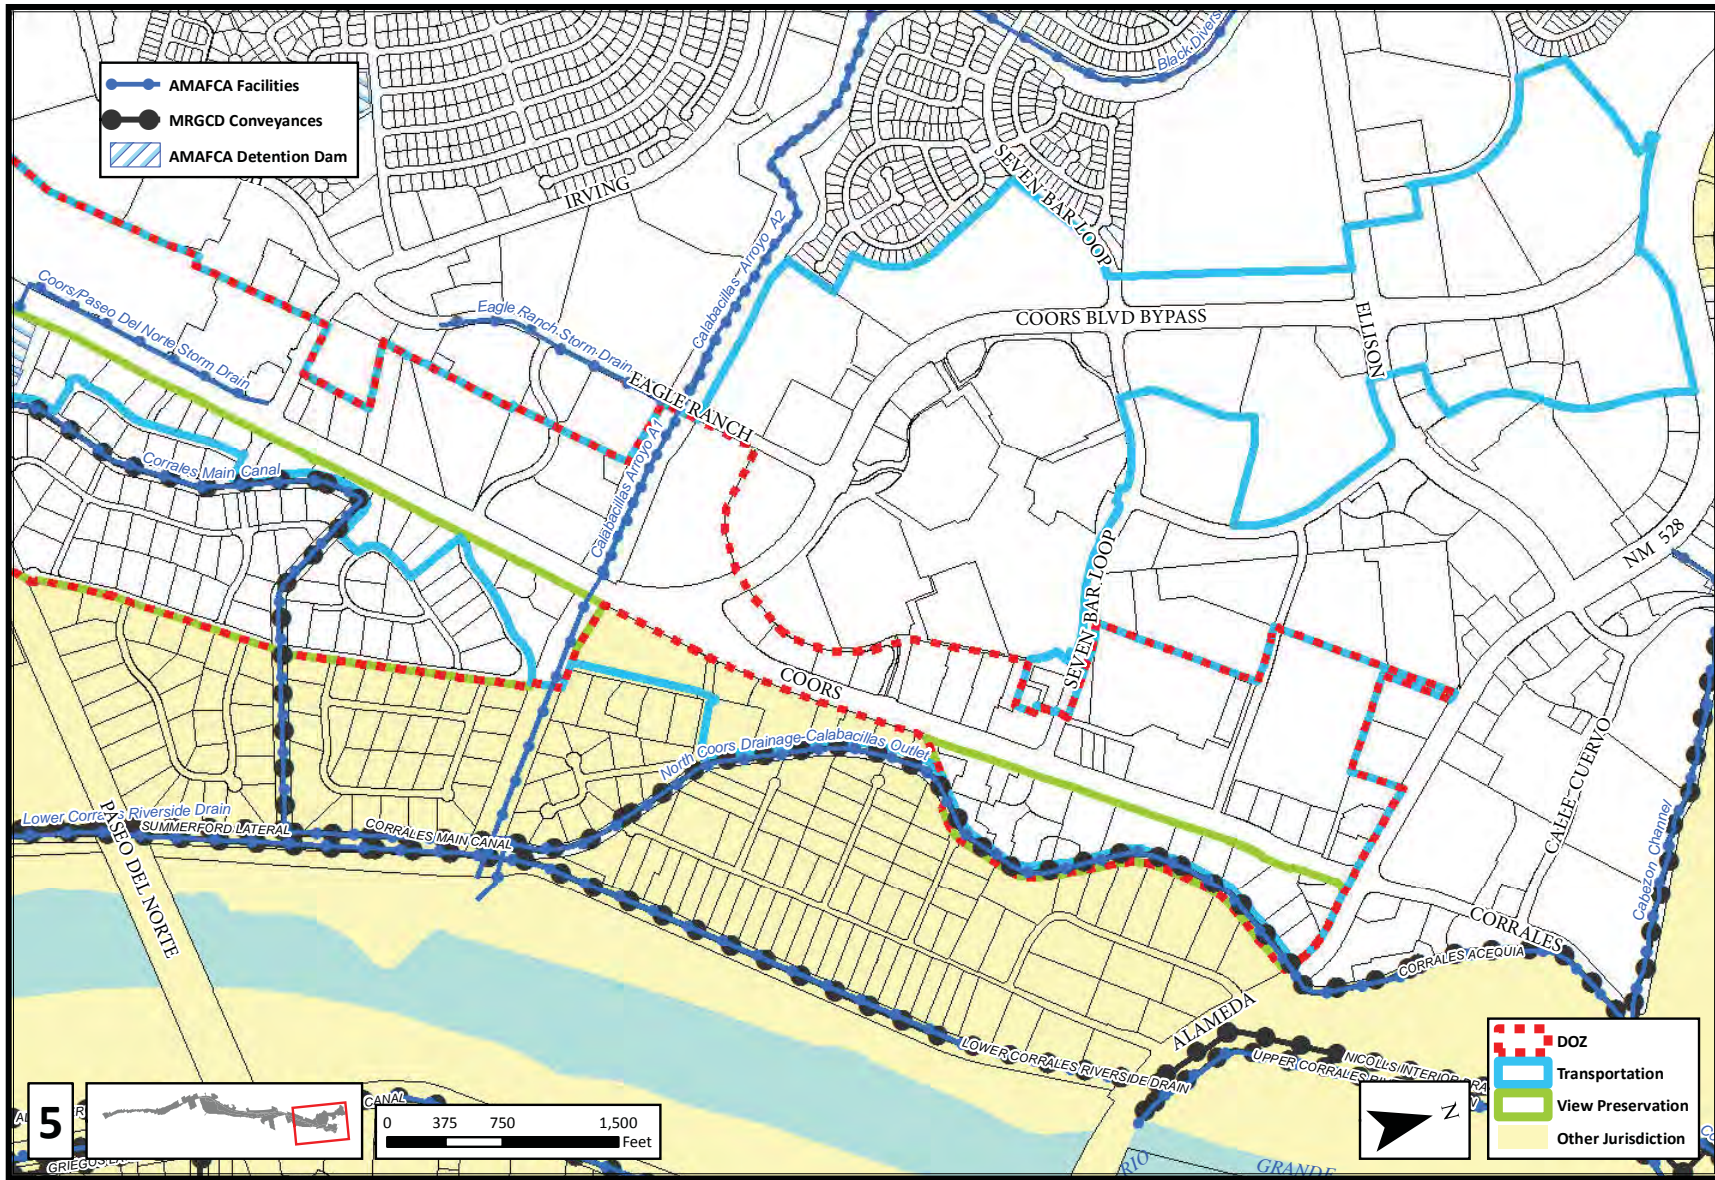 AMAFCA Facilities
MRGCD Conveyances
AMAFCA Detention Dam
IRVING
SEVEN BAR LOOP
Calabacillas Arroyo A2
Coors/Paseo Del Norte Storm Drain
Eagle Ranch Storm Drain
EAGLE RANCH
COORS BLVD BYPASS
ELLISON
Calabacillas Arroyo A1
Corrales Main Canal
NM 528
SEVEN BAR LOOP
COORS
North Coors Drainage-Calabacillas Outlet
CALLE CUERVO
Cabezon Channel
Lower Corrales Riverside Drain
SUMMERFORD LATERAL
CORRALES MAIN CANAL
PASEO DEL NORTE
CORRALES
CORRALES ACEQUIA
ALAMEDA
LOWER CORRALES RIVERSIDE DRAIN
NICOLLS INTERIOR
UPPER CORRALES
CANAL
RIO
GRANDE
5
0 375 750 1,500
Feet
N
DOZ
Transportation
View Preservation
Other Jurisdiction